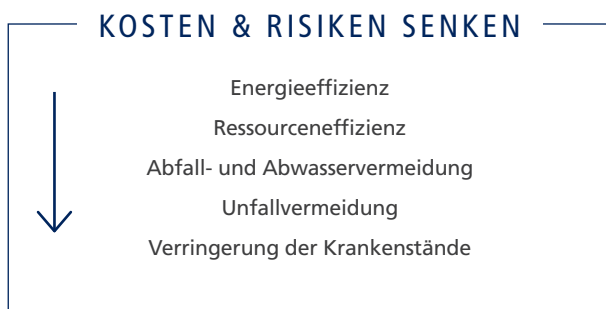 KOSTEN & RISIKEN SENKEN
Energieeffizienz
Ressourceneffizienz
Abfall- und Abwasservermeidung
Unfallvermeidung
Verringerung der Krankenstände